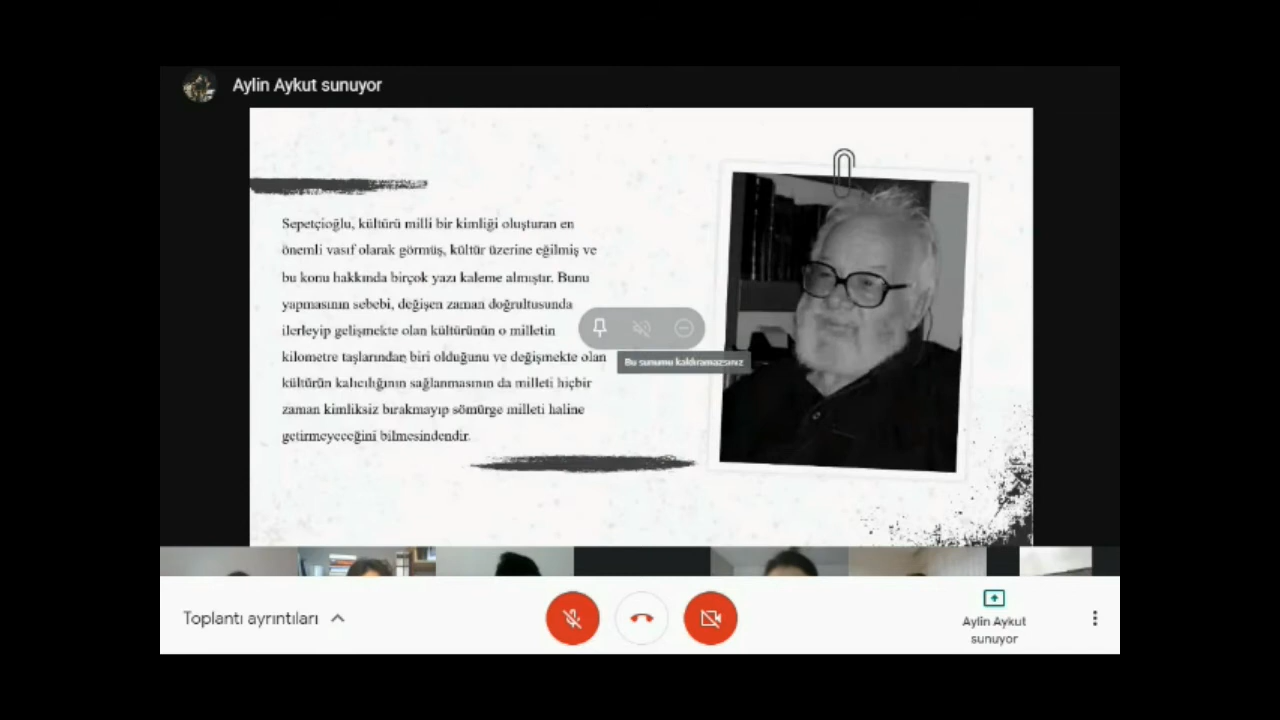 Aylin Aykut sunuyor
Sepetçioğlu, kültürü milli bir kimliği oluşturan en
önemli vasıf olarak görmüş, kültür üzerine eğilmiş ve
bu konu hakkında birçok yazı kaleme almıştır. Bunu
yapmasının sebebi, değişen zaman doğrultusunda
ilerleyip gelişmekte olan kültürünün o milletin
kilometre taşlarından biri olduğunu ve değişmekte olan
kültürün kalıcılığının sağlanmasının da milleti hiçbir
zaman kimliksiz bırakmayıp sömürge milleti haline
getirmeyeceğini bilmesindendir.
Bu sunumu kaldıramazsınız
Toplantı ayrıntıları
Aylin Aykut
sunuyor